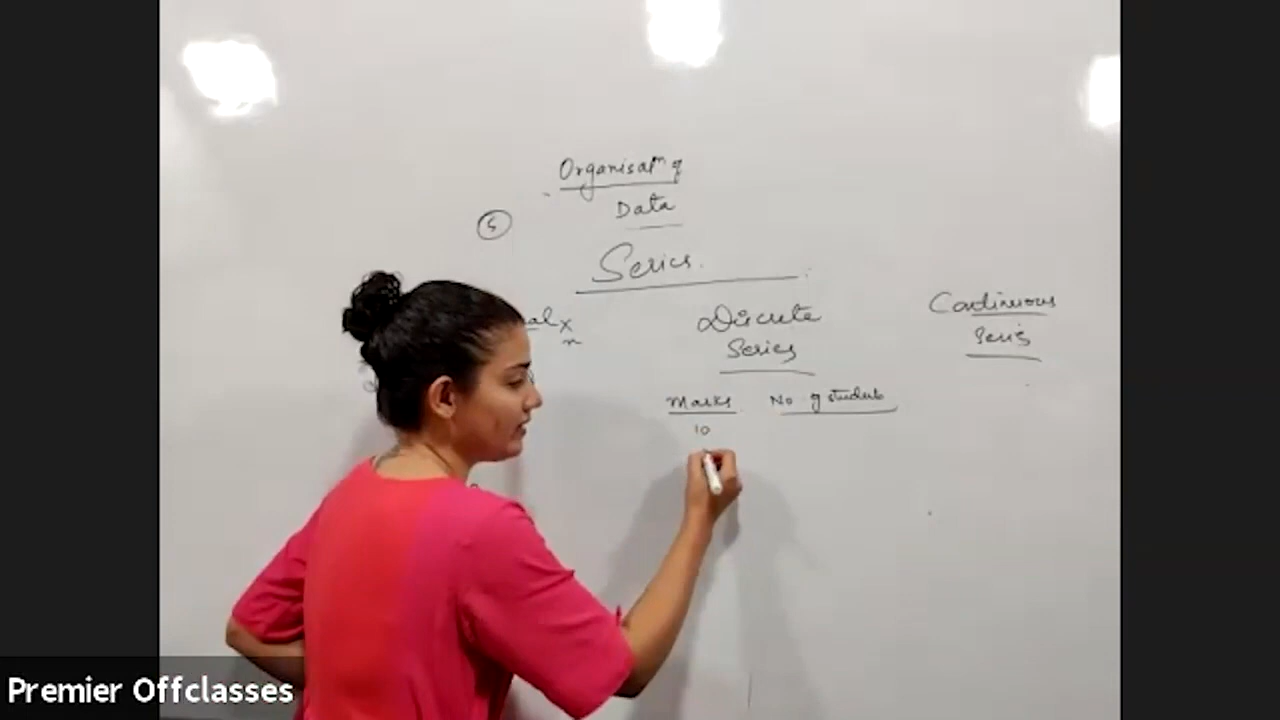 Organisatn of
Data
5
Series.
al x
n
Discrete
Series
Continuous
Series
Marks No. of students
10
Premier Offclasses